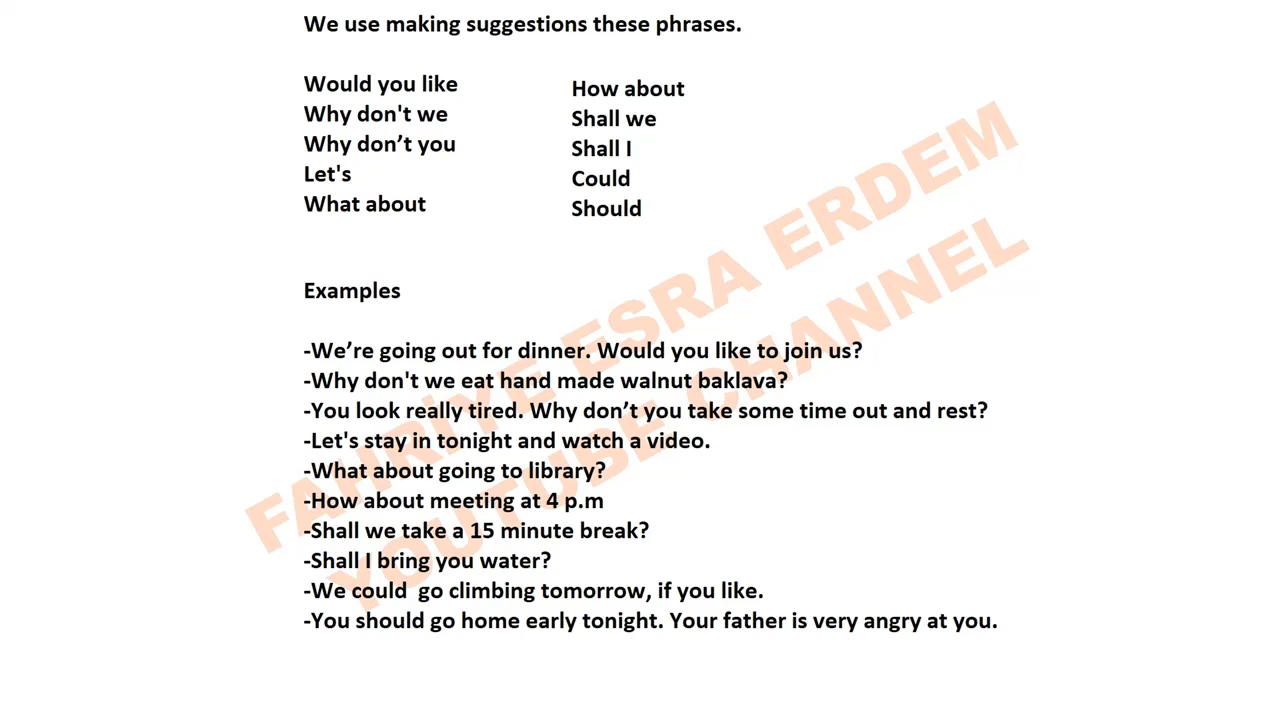 We use making suggestions these phrases.
Would you like
Why don't we
Why don’t you
Let's
What about
How about
Shall we
Shall I
Could
Should
Examples
-We’re going out for dinner. Would you like to join us?
-Why don't we eat hand made walnut baklava?
-You look really tired. Why don’t you take some time out and rest?
-Let's stay in tonight and watch a video.
-What about going to library?
-How about meeting at 4 p.m
-Shall we take a 15 minute break?
-Shall I bring you water?
-We could  go climbing tomorrow, if you like.
-You should go home early tonight. Your father is very angry at you.
FAHRİYE ESRA ERDEM
YOUTUBE CHANNEL